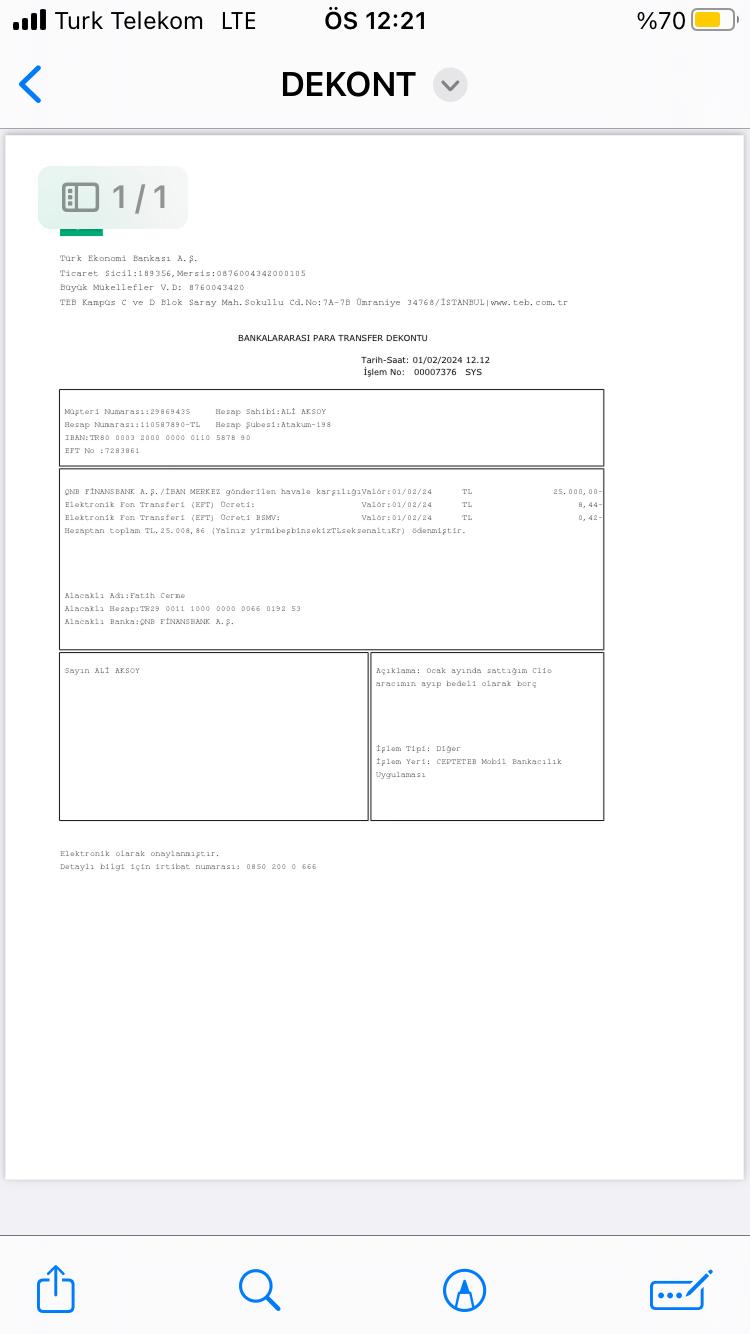 Turk Telekom LTE ÖS 12:21 %70
DEKONT
1 / 1
Türk Ekonomi Bankası A.Ş.
Ticaret Sicil:189356,Mersis:0876004342000105
Büyük Mükellefler V.D: 8760043420
TEB Kampüs C ve D Blok Saray Mah.Sokullu Cd.No:7A-7B Ümraniye 34768/İSTANBUL|www.teb.com.tr
BANKALARARASI PARA TRANSFER DEKONTU
Tarih-Saat: 01/02/2024 12.12
İşlem No: 00007376 SYS
Müşteri Numarası:29869435 Hesap Sahibi:ALİ AKSOY
Hesap Numarası:110587890-TL Hesap Şubesi:Atakum-198
IBAN:TR80 0003 2000 0000 0110 5878 90
EFT No :7283861
QNB FİNANSBANK A.Ş./İBAN MERKEZ gönderilen havale karşılığıValör:01/02/24 TL 25.000,00-
Elektronik Fon Transferi (EFT) Ücreti: Valör:01/02/24 TL 8,44-
Elektronik Fon Transferi (EFT) Ücreti BSMV: Valör:01/02/24 TL 0,42-
Hesaptan toplam TL.25.008,86 (Yalnız yirmibeşbinsekizTLseksenaltıKr) ödenmiştir.
Alacaklı Adı:Fatih Cerme
Alacaklı Hesap:TR29 0011 1000 0000 0066 0192 53
Alacaklı Banka:QNB FİNANSBANK A.Ş.
Sayın ALİ AKSOY
Açıklama: Ocak ayında sattığım Clio
aracımın ayıp bedeli olarak borç
İşlem Tipi: Diğer
İşlem Yeri: CEPTETEB Mobil Bankacılık
Uygulaması
Elektronik olarak onaylanmıştır.
Detaylı bilgi için irtibat numarası: 0850 200 0 666